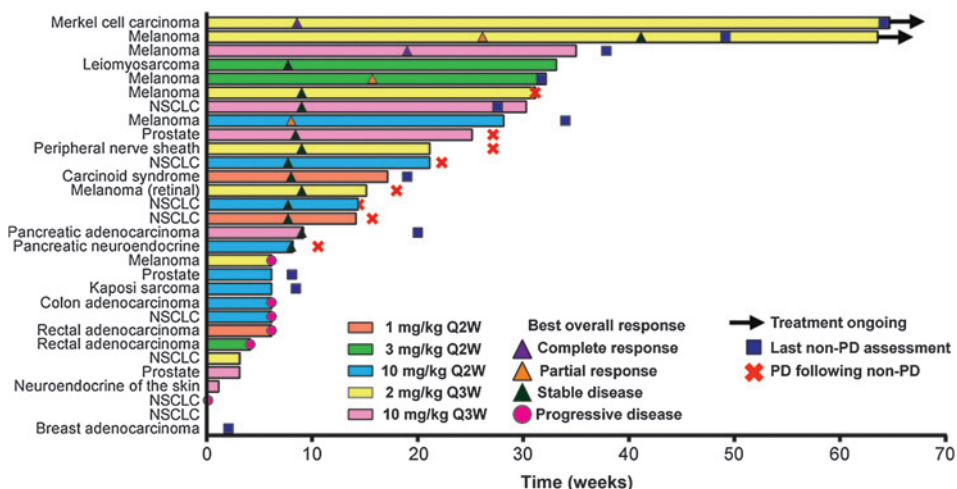 Merkel cell carcinoma
Melanoma
Melanoma
Leiomyosarcoma
Melanoma
Melanoma
NSCLC
Melanoma
Prostate
Peripheral nerve sheath
NSCLC
Carcinoid syndrome
Melanoma (retinal)
NSCLC
NSCLC
Pancreatic adenocarcinoma
Pancreatic neuroendocrine
Melanoma
Prostate
Kaposi sarcoma
Colon adenocarcinoma
NSCLC
Rectal adenocarcinoma
Rectal adenocarcinoma
NSCLC
Prostate
Neuroendocrine of the skin
NSCLC
NSCLC
Breast adenocarcinoma
1 mg/kg Q2W
3 mg/kg Q2W
10 mg/kg Q2W
2 mg/kg Q3W
10 mg/kg Q3W
Best overall response
Complete response
Partial response
Stable disease
Progressive disease
Treatment ongoing
Last non-PD assessment
PD following non-PD
0 10 20 30 40 50 60 70
Time (weeks)